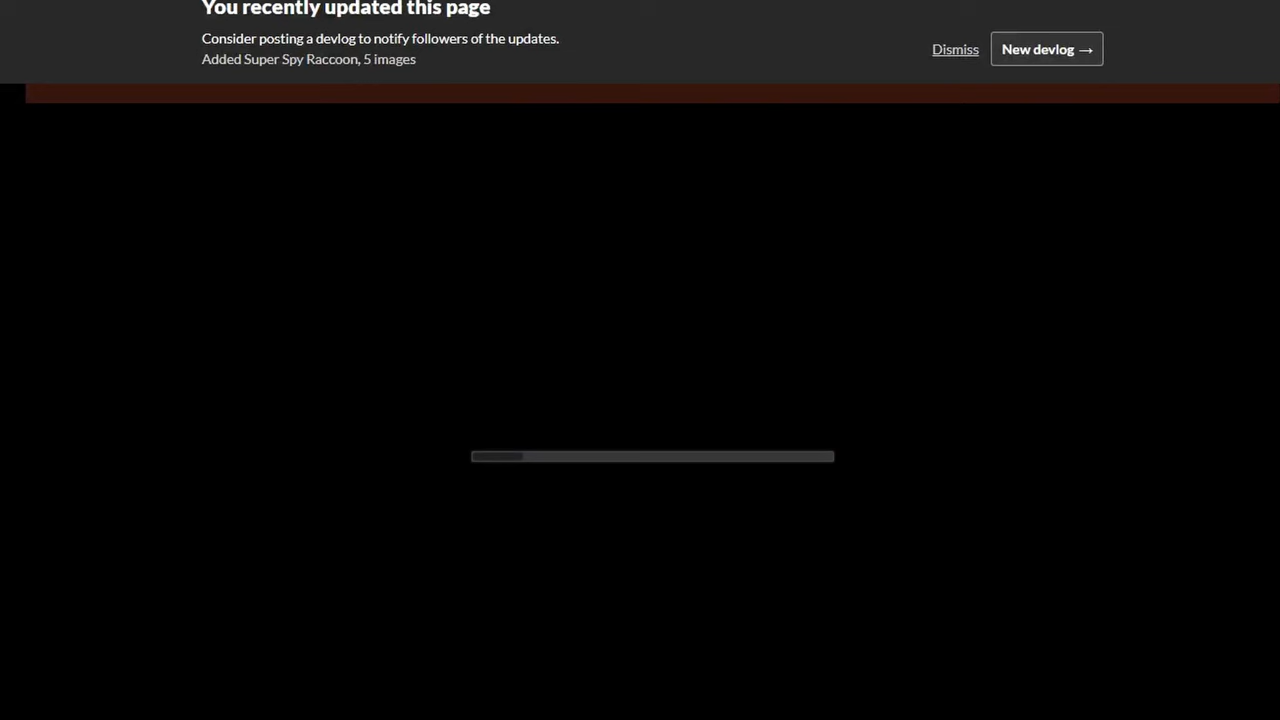 You recently updated this page
Consider posting a devlog to notify followers of the updates.
Added Super Spy Raccoon, 5 images
Dismiss
New devlog →